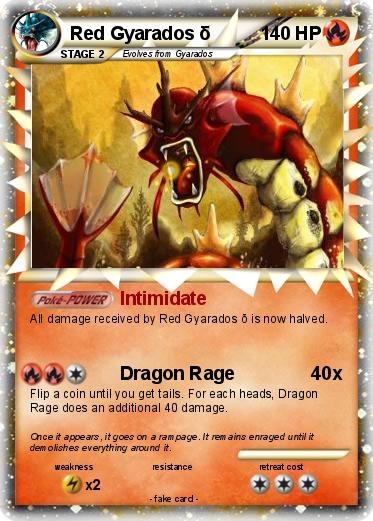 Red Gyarados δ 140 HP
STAGE 2 Evolves from Gyarados
Poké-POWER Intimidate
All damage received by Red Gyarados δ is now halved.
Dragon Rage 40x
Flip a coin until you get tails. For each heads, Dragon
Rage does an additional 40 damage.
Once it appears, it goes on a rampage. It remains enraged until it
demolishes everything around it.
weakness resistance retreat cost
x2
- fake card -